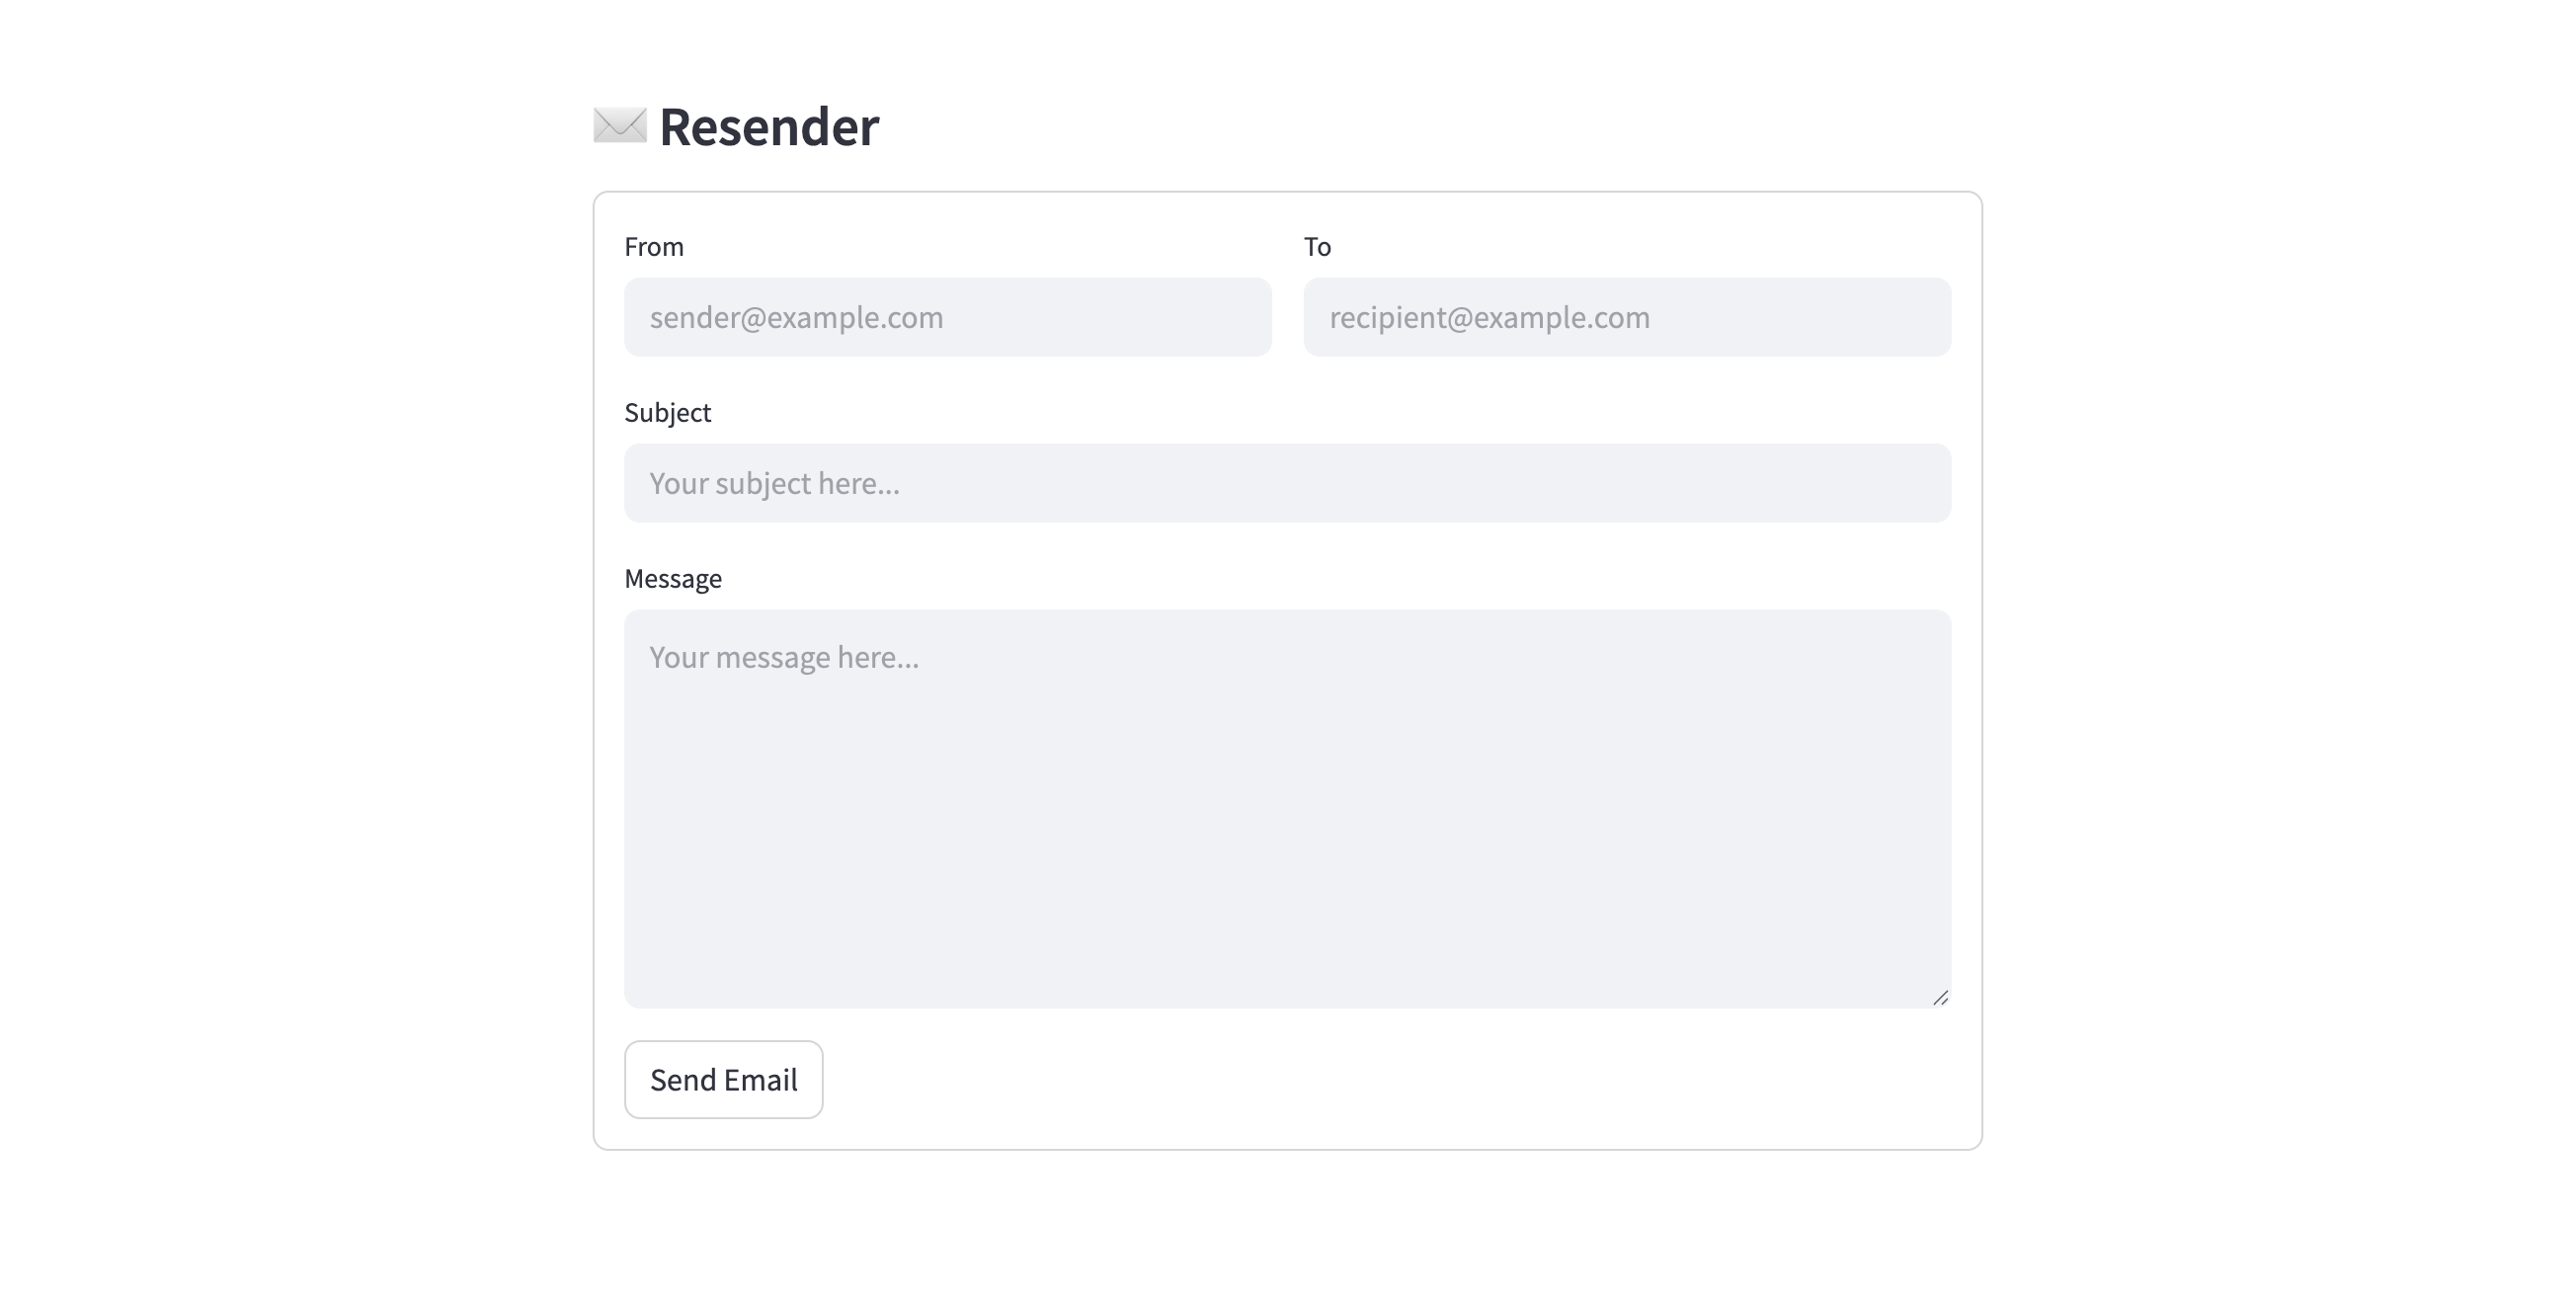 Resender
From
To
sender@example.com
recipient@example.com
Subject
Your subject here...
Message
Your message here...
Send Email